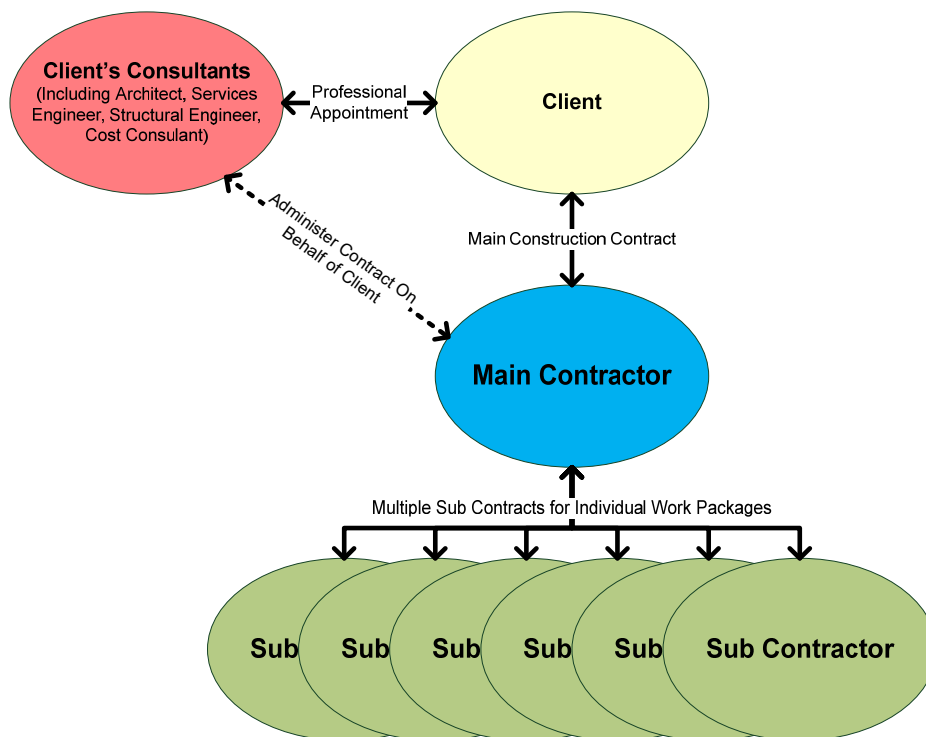 Client's Consultants
(Including Architect, Services
Engineer, Structural Engineer,
Cost Consulant)
Professional
Appointment
Client
Administer Contract On
Behalf of Client
Main Construction Contract
Main Contractor
Multiple Sub Contracts for Individual Work Packages
Sub
Sub
Sub
Sub
Sub
Sub Contractor